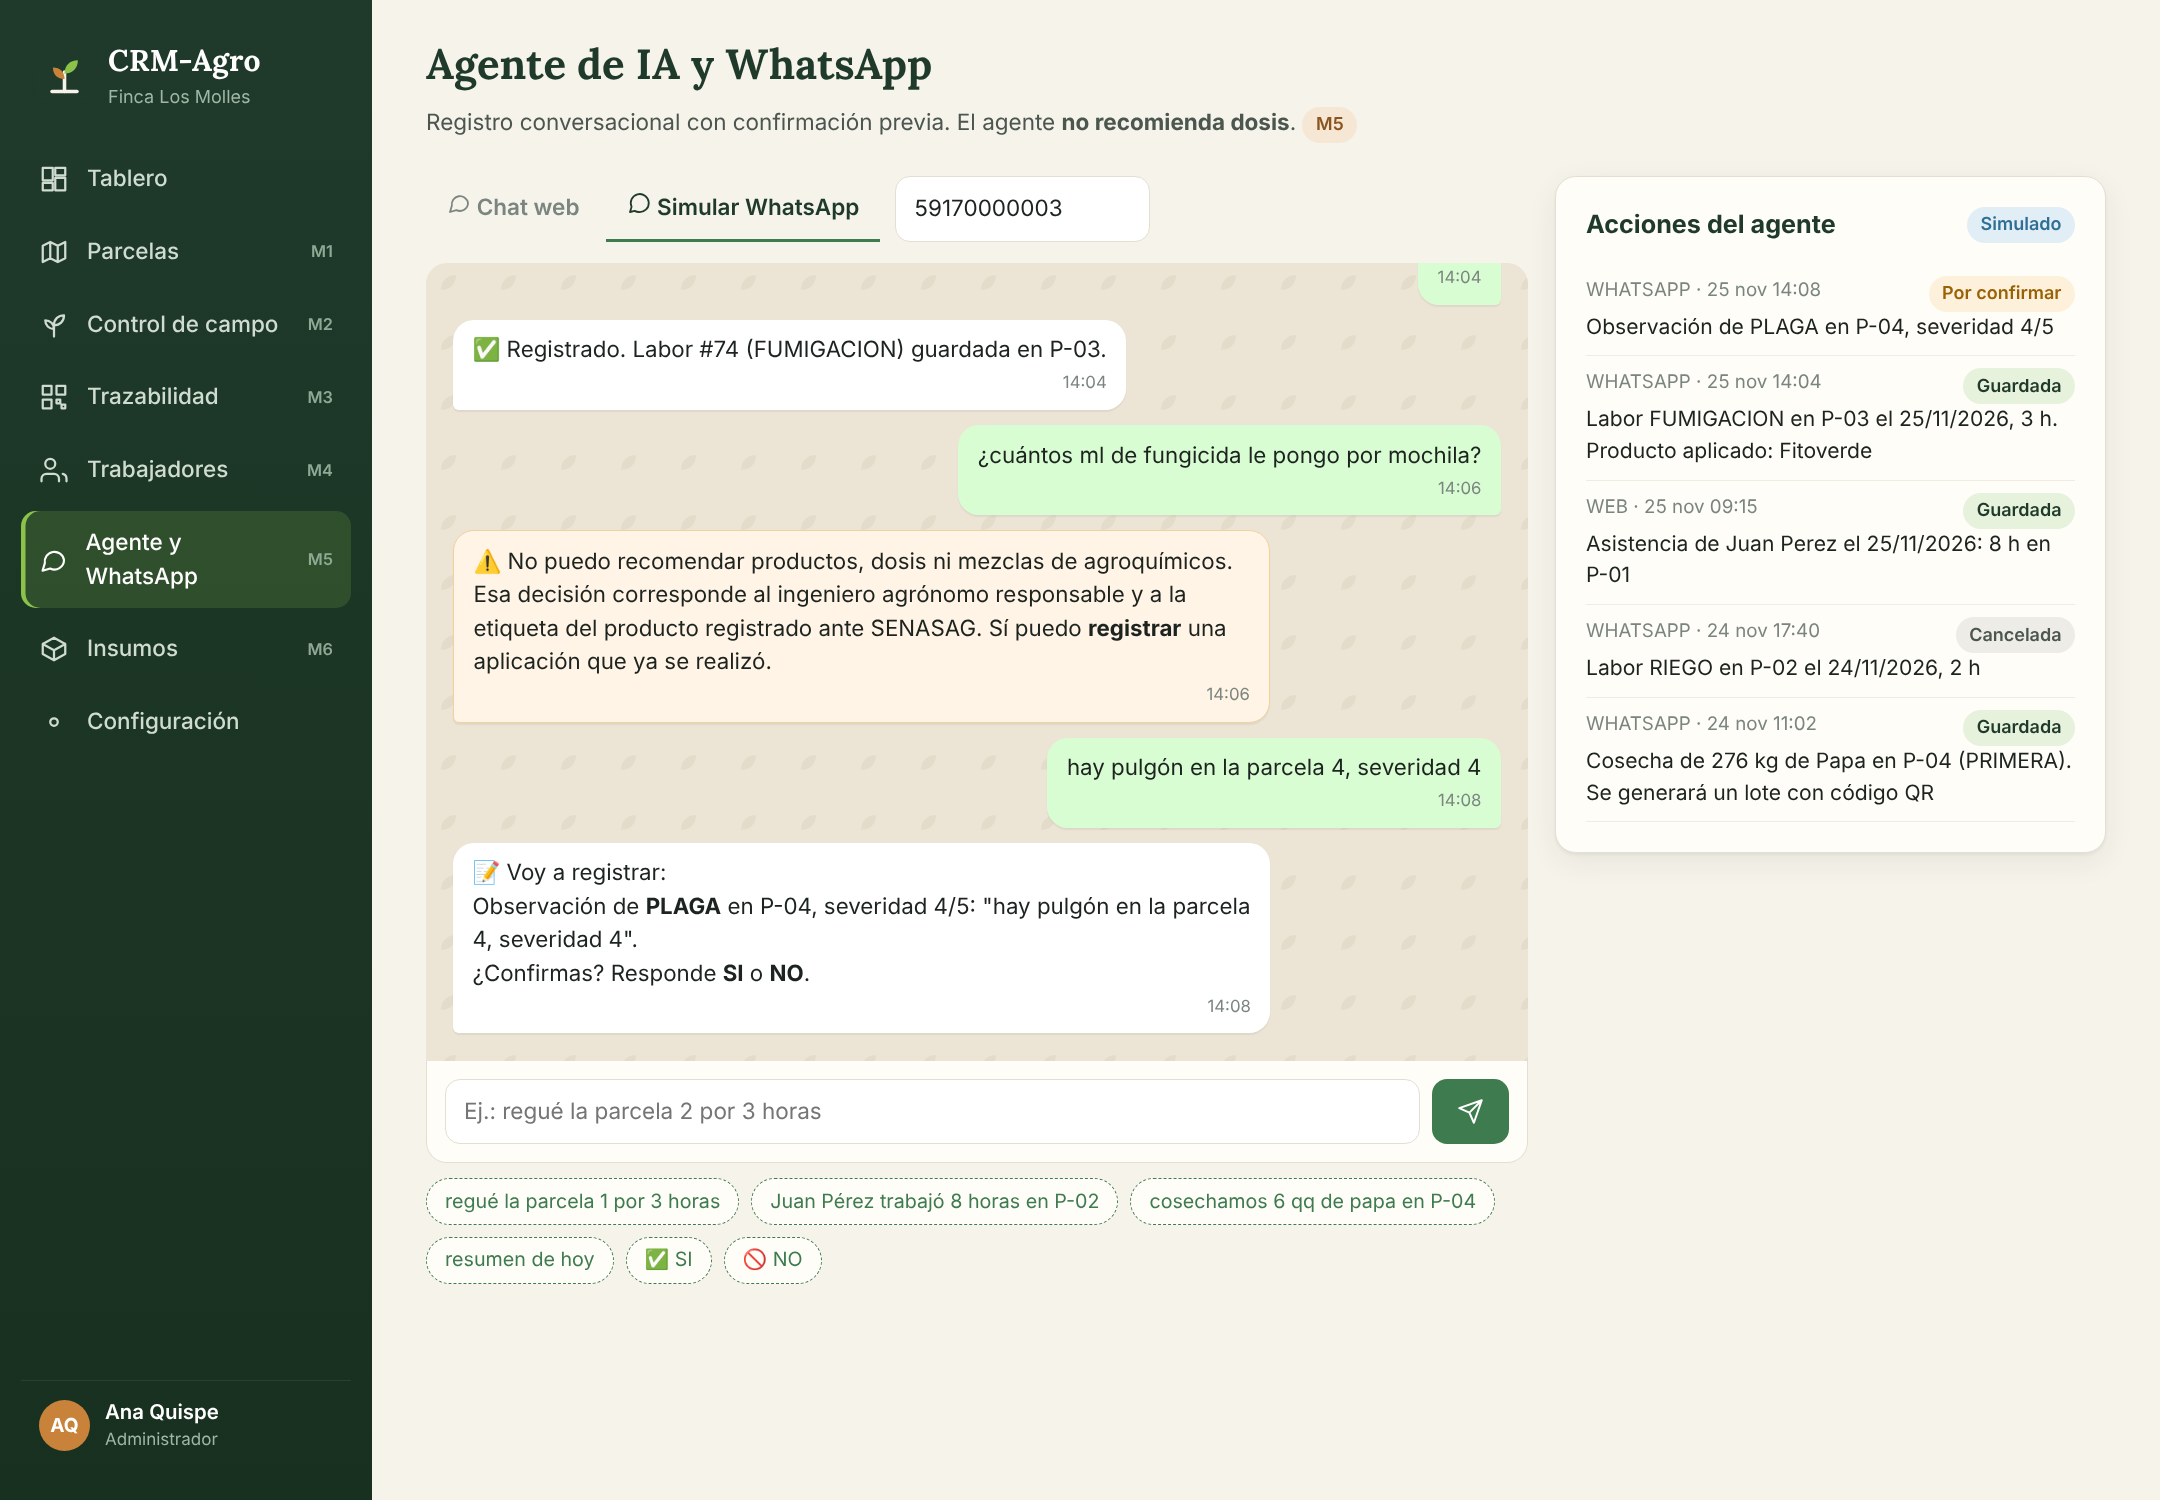 CRM-Agro
Finca Los Molles
Tablero
Parcelas M1
Control de campo M2
Trazabilidad M3
Trabajadores M4
Agente y
WhatsApp M5
Insumos M6
Configuración
AQ
Ana Quispe
Administrador
Agente de IA y WhatsApp
Registro conversacional con confirmación previa. El agente no recomienda dosis. M5
Chat web
Simular WhatsApp
59170000003
14:04
✅ Registrado. Labor #74 (FUMIGACION) guardada en P-03.
14:04
¿cuántos ml de fungicida le pongo por mochila?
14:06
⚠️ No puedo recomendar productos, dosis ni mezclas de agroquímicos.
Esa decisión corresponde al ingeniero agrónomo responsable y a la
etiqueta del producto registrado ante SENASAG. Sí puedo registrar una
aplicación que ya se realizó.
14:06
hay pulgón en la parcela 4, severidad 4
14:08
📝 Voy a registrar:
Observación de PLAGA en P-04, severidad 4/5: "hay pulgón en la parcela
4, severidad 4".
¿Confirmas? Responde SI o NO.
14:08
Ej.: regué la parcela 2 por 3 horas
regué la parcela 1 por 3 horas
Juan Pérez trabajó 8 horas en P-02
cosechamos 6 qq de papa en P-04
resumen de hoy
✅ SI
🚫 NO
Acciones del agente
Simulado
WHATSAPP · 25 nov 14:08
Por confirmar
Observación de PLAGA en P-04, severidad 4/5
WHATSAPP · 25 nov 14:04
Guardada
Labor FUMIGACION en P-03 el 25/11/2026, 3 h.
Producto aplicado: Fitoverde
WEB · 25 nov 09:15
Guardada
Asistencia de Juan Perez el 25/11/2026: 8 h en
P-01
WHATSAPP · 24 nov 17:40
Cancelada
Labor RIEGO en P-02 el 24/11/2026, 2 h
WHATSAPP · 24 nov 11:02
Guardada
Cosecha de 276 kg de Papa en P-04 (PRIMERA).
Se generará un lote con código QR